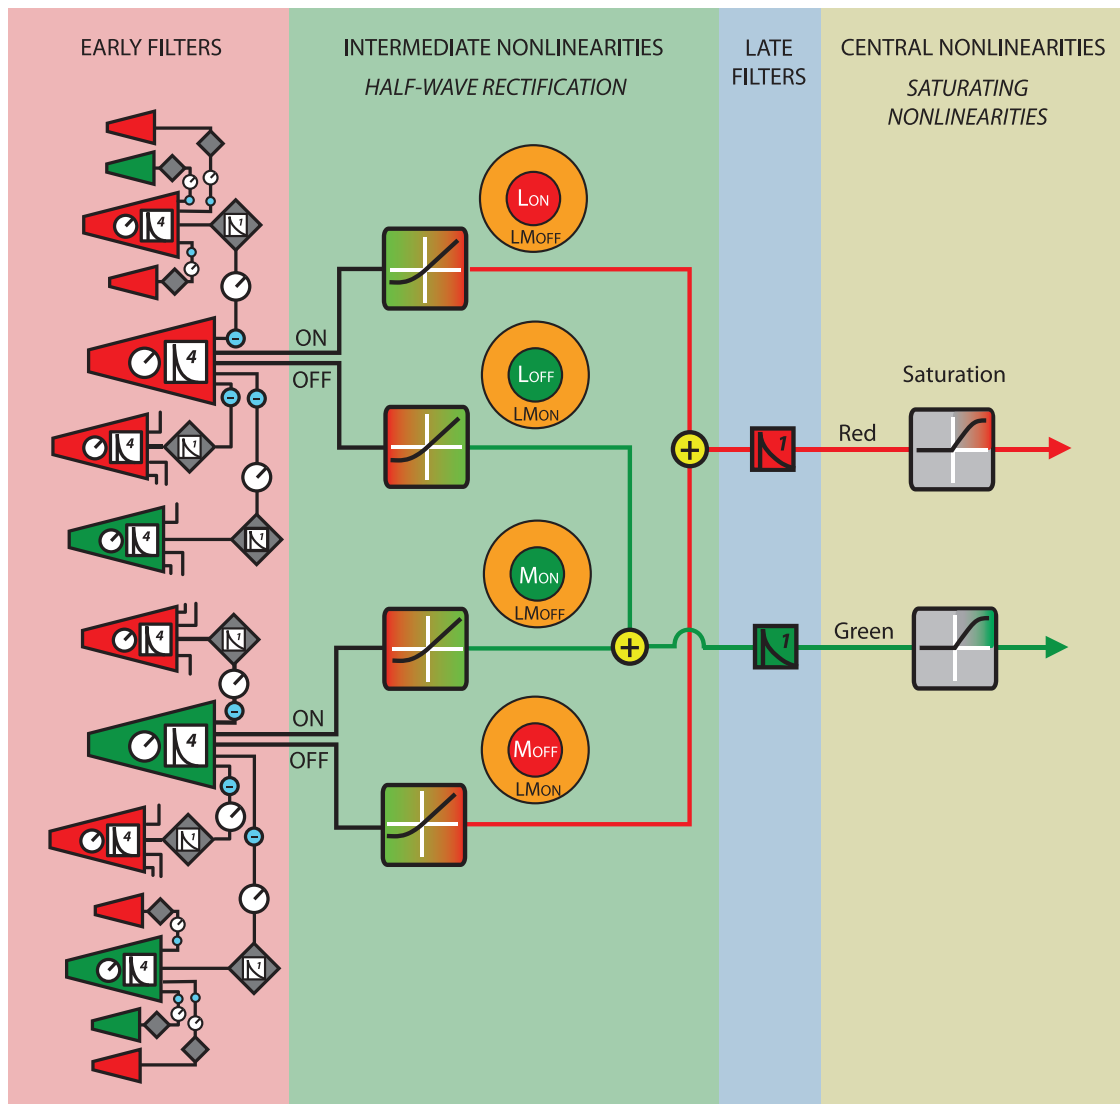 EARLY FILTERS
INTERMEDIATE NONLINEARITIES
HALF-WAVE RECTIFICATION
LATE
FILTERS
CENTRAL NONLINEARITIES
SATURATING
NONLINEARITIES
4
1
LON
LMOFF
4
ON
OFF
LOFF
LMON
Saturation
4
1
Red
1
4
1
MON
LMOFF
4
1
Green
1
4
ON
OFF
MOFF
LMON
4
1
4
1